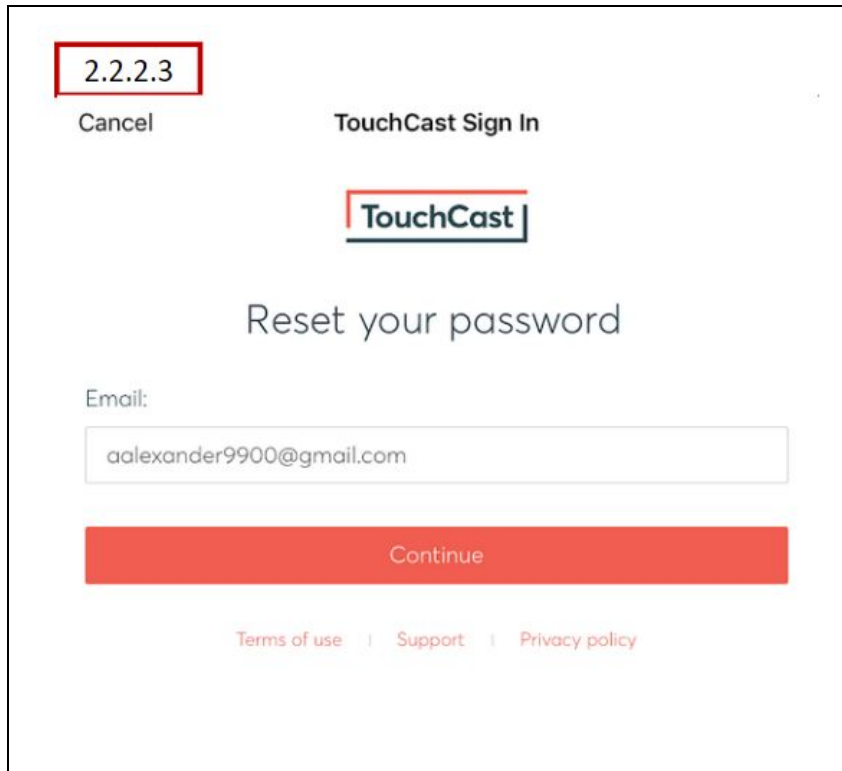 2.2.2.3
Cancel TouchCast Sign In
TouchCast
Reset your password
Email:
aalexander9900@gmail.com
Continue
Terms of use | Support | Privacy policy